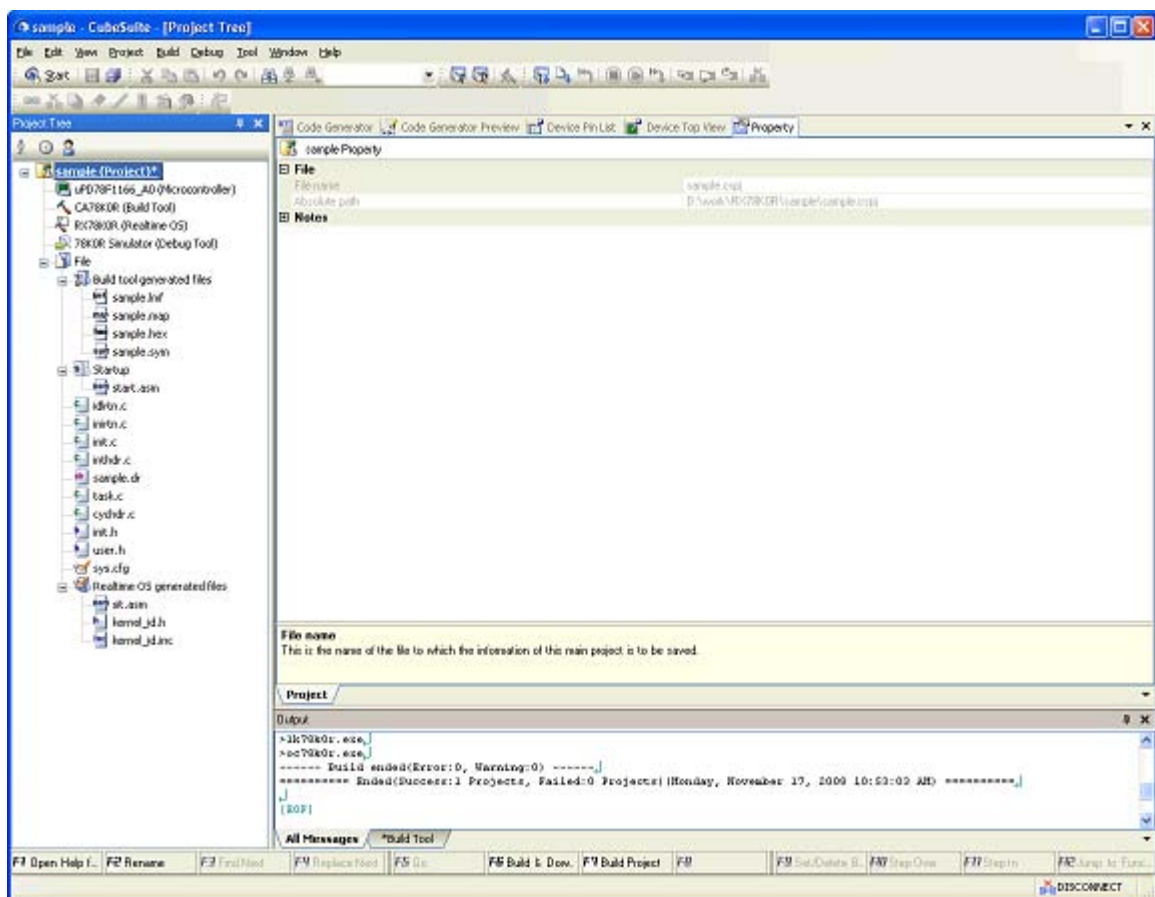 sample - CubeSuite - [Project Tree]
File Edit View Project Build Debug Tool Window Help
Start
Project Tree
Code Generator Code Generator Preview Device Pin List Device Top View Property
sample Property
sample (Project)*
uPD78F1166_A0 (Microcontroller)
CA78K0R (Build Tool)
RX78K0R (Realtime OS)
78K0R Simulator (Debug Tool)
File
Build tool generated files
sample.lmf
sample.map
sample.hex
sample.sym
Startup
start.asm
idlrtn.c
inirtn.c
init.c
inthdr.c
sample.dr
task.c
cychdr.c
init.h
user.h
sys.cfg
Realtime OS generated files
sit.asm
kernel_id.h
kernel_id.inc
File
File name sample.cspj
Absolute path D:\work\RX78K0R\sample\sample.cspj
Notes
File name
This is the name of the file to which the information of this main project is to be saved.
Project
Output
>lk78k0r.exe
>oc78k0r.exe
------ Build ended(Error:0, Warning:0) ------
========== Ended(Success:1 Projects, Failed:0 Projects)(Monday, November 17, 2008 10:53:03 AM) ==========
[EOF]
All Messages *Build Tool
F1 Open Help f... F2 Rename F3 Find Next F4 Replace Next F5 Go F6 Build & Dow.. F7 Build Project F8 F9 Set/Delete B... F10 Step Over F11 Step In F12 Jump to Func...
DISCONNECT